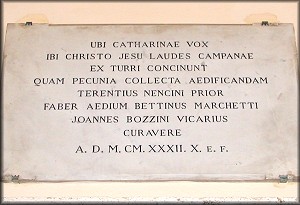 UBI CATHARINAE VOX
IBI CHRISTO JESU LAUDES CAMPANAE
EX TURRI CONCINUNT
QUAM PECUNIA COLLECTA AEDIFICANDAM
TERENTIUS NENCINI PRIOR
FABER AEDIUM BETTINUS MARCHETTI
JOANNES BOZZINI VICARIUS
CURAVERE
A. D. M. CM. XXXII. X. E. F.